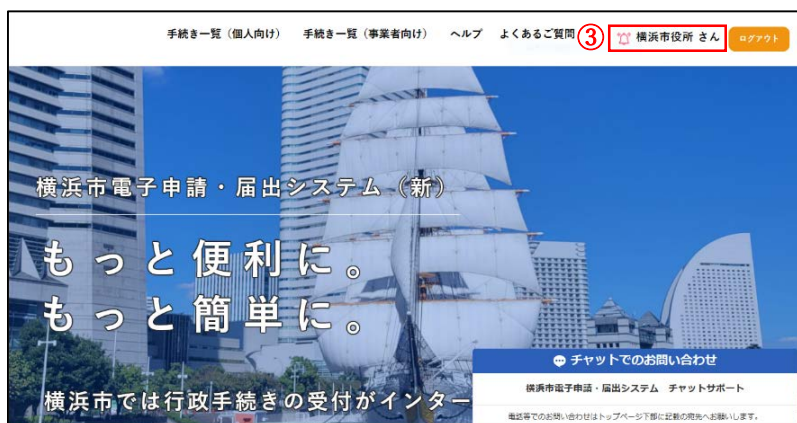 手続き一覧（個人向け） 手続き一覧（事業者向け） ヘルプ よくあるご質問 ③ 横浜市役所 さん ログアウト
横浜市電子申請・届出システム（新）
もっと便利に。
もっと簡単に。
横浜市では行政手続きの受付がインター
チャットでのお問い合わせ
横浜市電子申請・届出システム チャットサポート
電話等でのお問い合わせはトップページ下部に記載の宛先へお願いします。